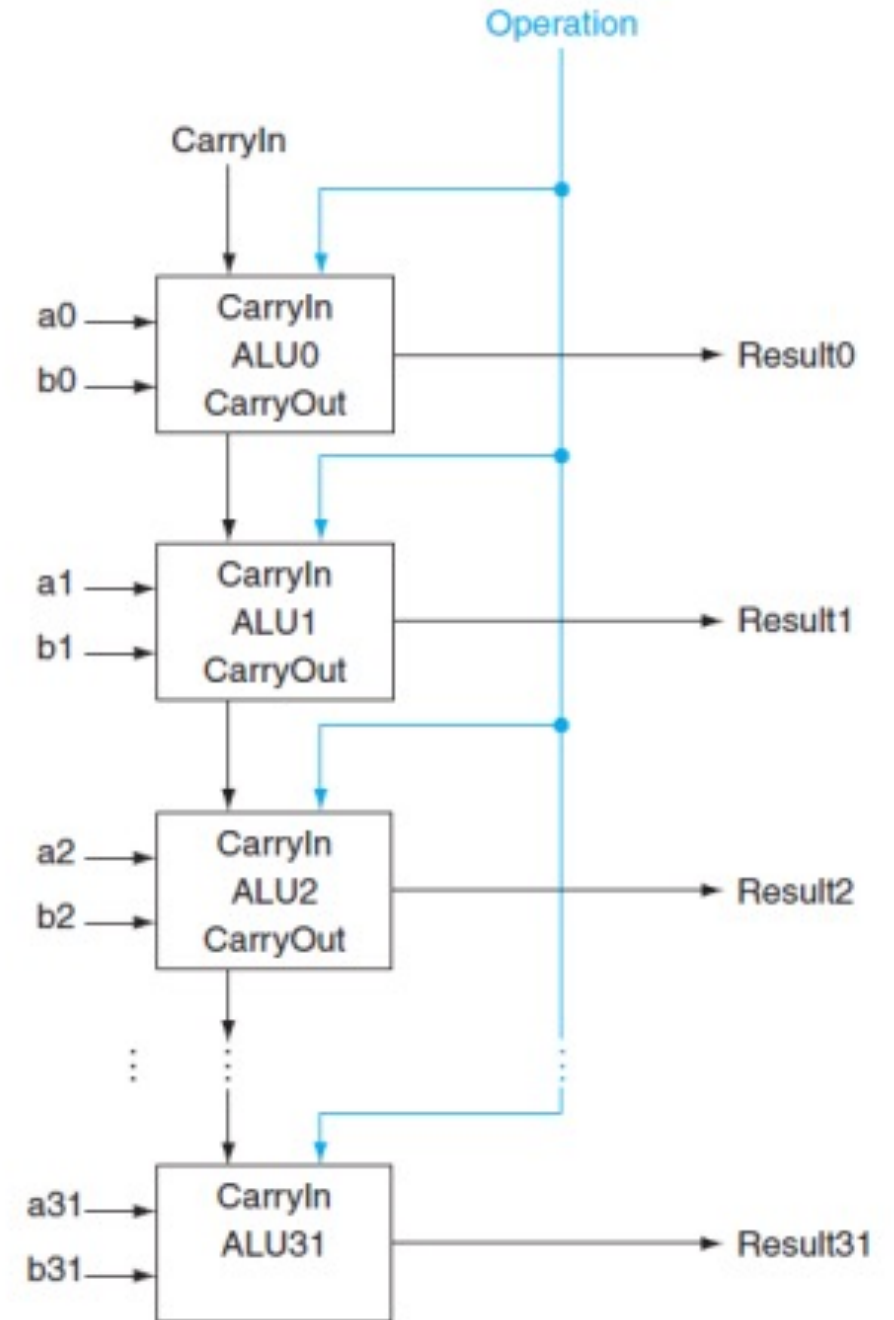 Operation
CarryIn
a0
b0
CarryIn
ALU0
CarryOut
Result0
a1
b1
CarryIn
ALU1
CarryOut
Result1
a2
b2
CarryIn
ALU2
CarryOut
Result2
a31
b31
CarryIn
ALU31
Result31